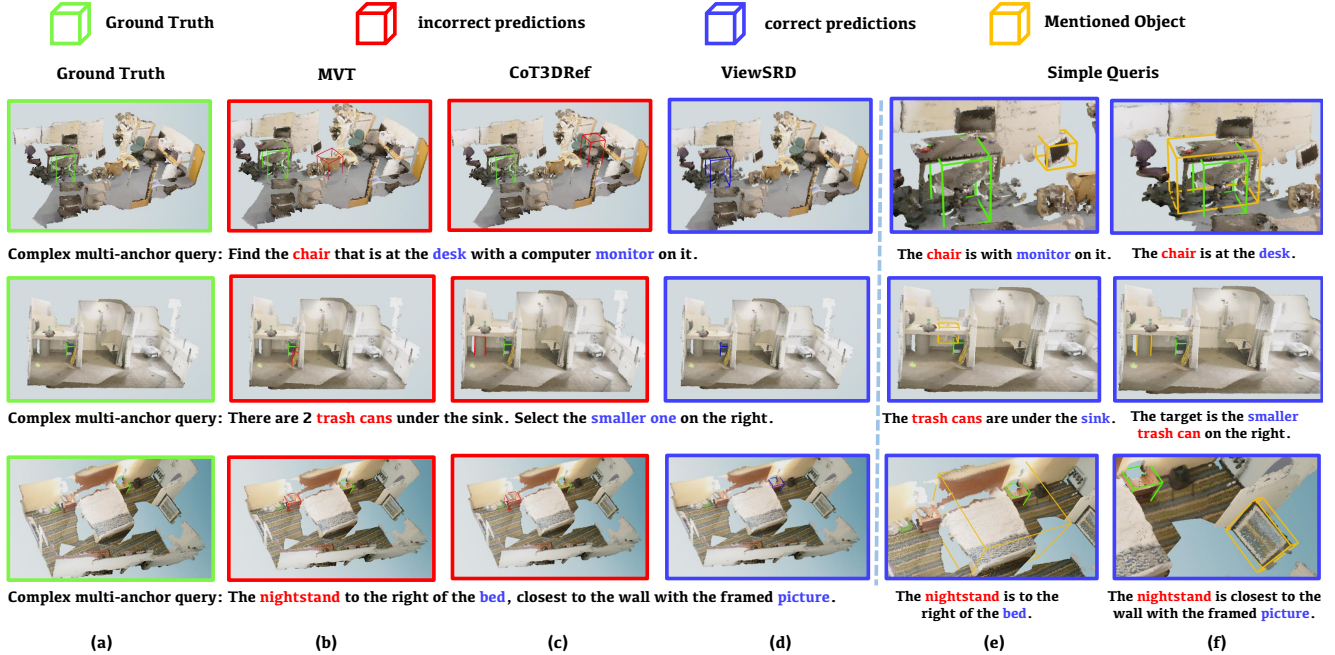 Ground Truth
incorrect predictions
correct predictions
Mentioned Object
Ground Truth
MVT
CoT3DRef
ViewSRD
Simple Queris
Complex multi-anchor query: Find the chair that is at the desk with a computer monitor on it.
The chair is with monitor on it.
The chair is at the desk.
Complex multi-anchor query: There are 2 trash cans under the sink. Select the smaller one on the right.
The trash cans are under the sink.
The target is the smaller
trash can on the right.
Complex multi-anchor query: The nightstand to the right of the bed, closest to the wall with the framed picture.
The nightstand is to the
right of the bed.
The nightstand is closest to the
wall with the framed picture.
(a)
(b)
(c)
(d)
(e)
(f)